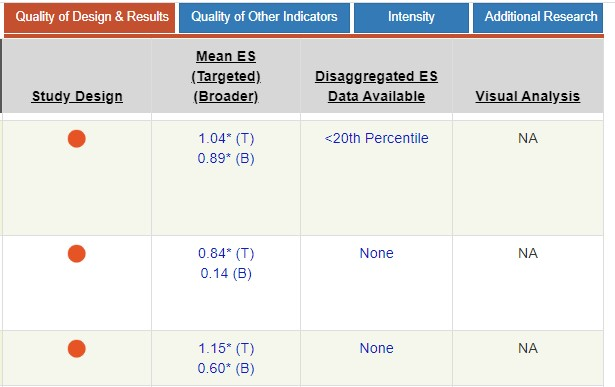 Quality of Design & Results
Quality of Other Indicators
Intensity
Additional Research
Study Design
Mean ES
(Targeted)
(Broader)
Disaggregated ES
Data Available
Visual Analysis
1.04* (T)
0.89* (B)
<20th Percentile
NA
0.84* (T)
0.14 (B)
None
NA
1.15* (T)
0.60* (B)
None
NA